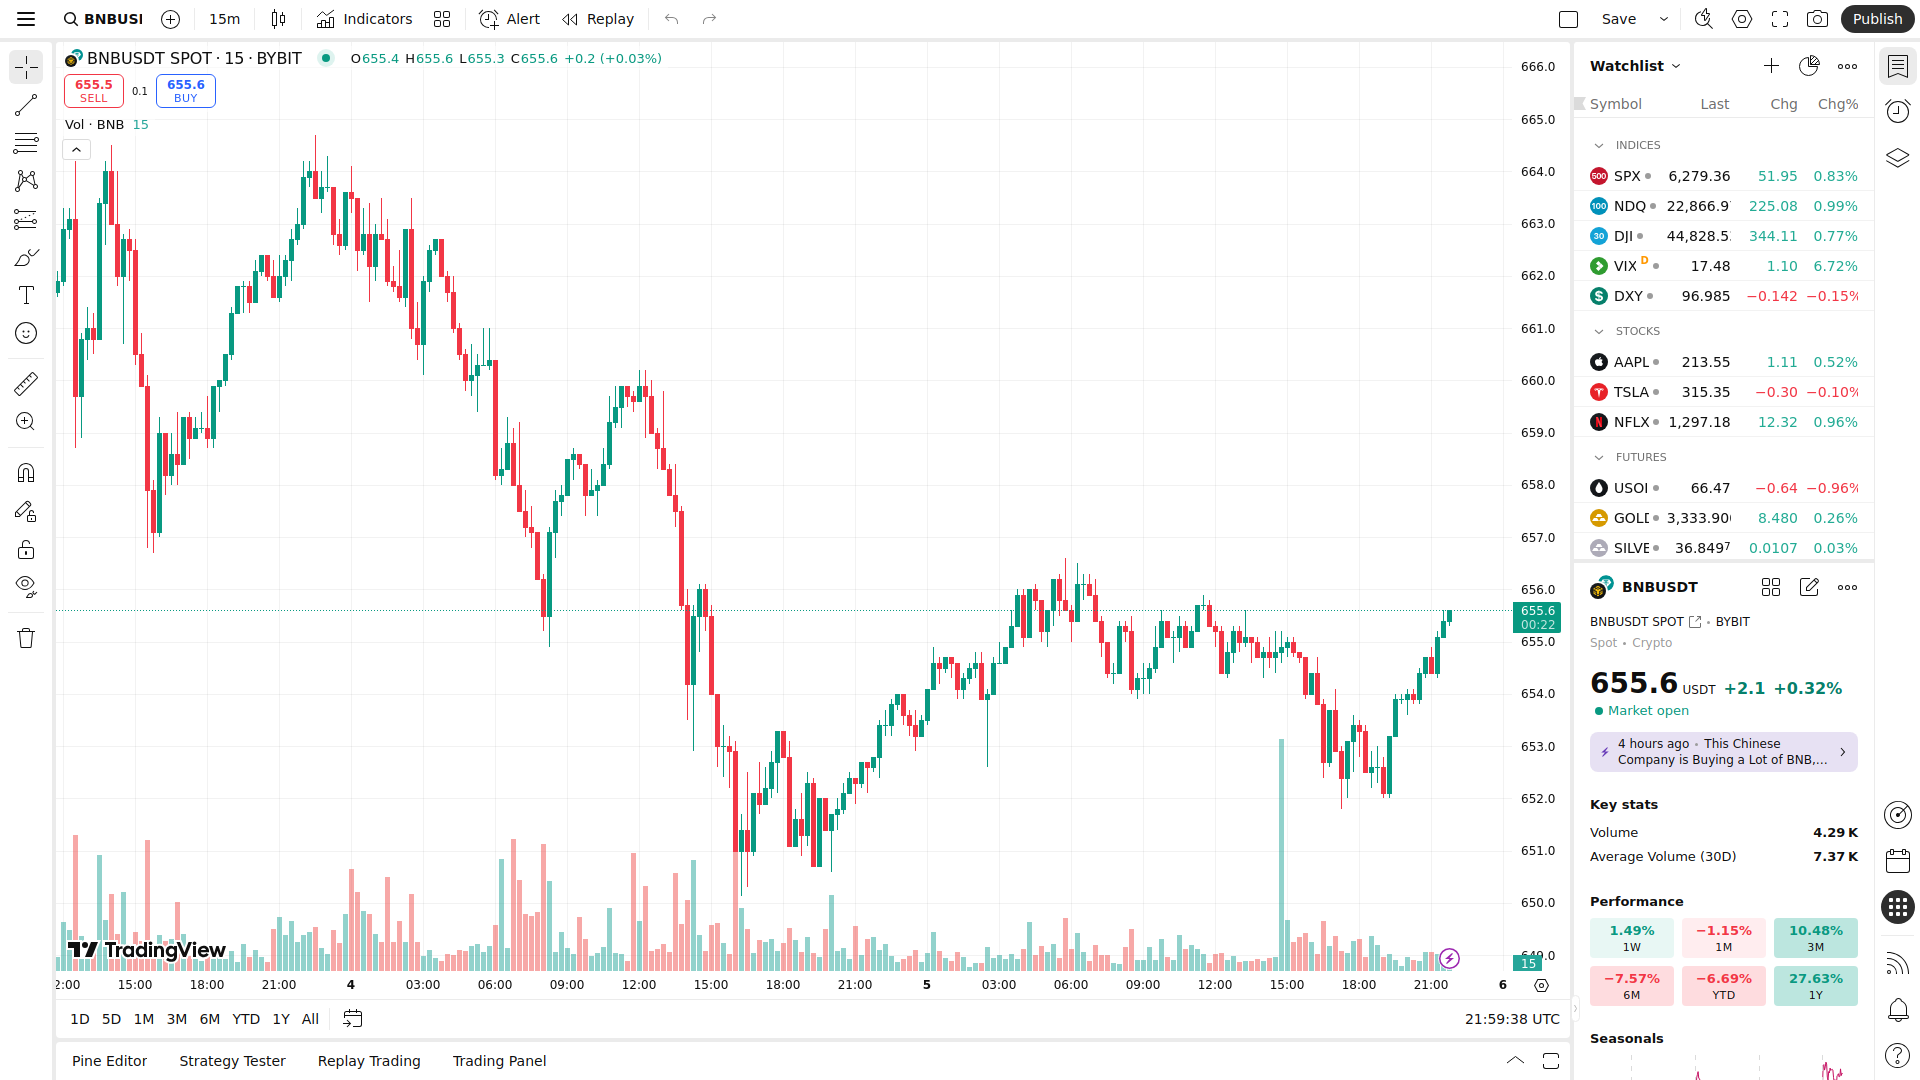 BNBUSI
15m
Indicators
Alert
Replay
Save
Publish
BNBUSDT SPOT · 15 · BYBIT
O655.4 H655.6 L655.3 C655.6 +0.2 (+0.03%)
655.5
SELL
0.1
655.6
BUY
Vol · BNB 15
666.0
665.0
664.0
663.0
662.0
661.0
660.0
659.0
658.0
657.0
656.0
655.6
00:22
655.0
654.0
653.0
652.0
651.0
650.0
15
TradingView
2:00 15:00 18:00 21:00 4 03:00 06:00 09:00 12:00 15:00 18:00 21:00 5 03:00 06:00 09:00 12:00 15:00 18:00 21:00 6
1D 5D 1M 3M 6M YTD 1Y All
21:59:38 UTC
Pine Editor Strategy Tester Replay Trading Trading Panel
Watchlist
Symbol Last Chg Chg%
INDICES
500 SPX 6,279.36 51.95 0.83%
100 NDQ 22,866.9 225.08 0.99%
30 DJI 44,828.5 344.11 0.77%
VIX D 17.48 1.10 6.72%
$ DXY 96.985 −0.142 −0.15%
STOCKS
AAPL 213.55 1.11 0.52%
TSLA 315.35 −0.30 −0.10%
N NFLX 1,297.18 12.32 0.96%
FUTURES
USOI 66.47 −0.64 −0.96%
GOLD 3,333.90 8.480 0.26%
SILVE 36.849⁷ 0.0107 0.03%
BNBUSDT
BNBUSDT SPOT • BYBIT
Spot • Crypto
655.6 USDT +2.1 +0.32%
Market open
4 hours ago • This Chinese
Company is Buying a Lot of BNB,...
Key stats
Volume 4.29 K
Average Volume (30D) 7.37 K
Performance
1.49%
1W
−1.15%
1M
10.48%
3M
−7.57%
6M
−6.69%
YTD
27.63%
1Y
Seasonals